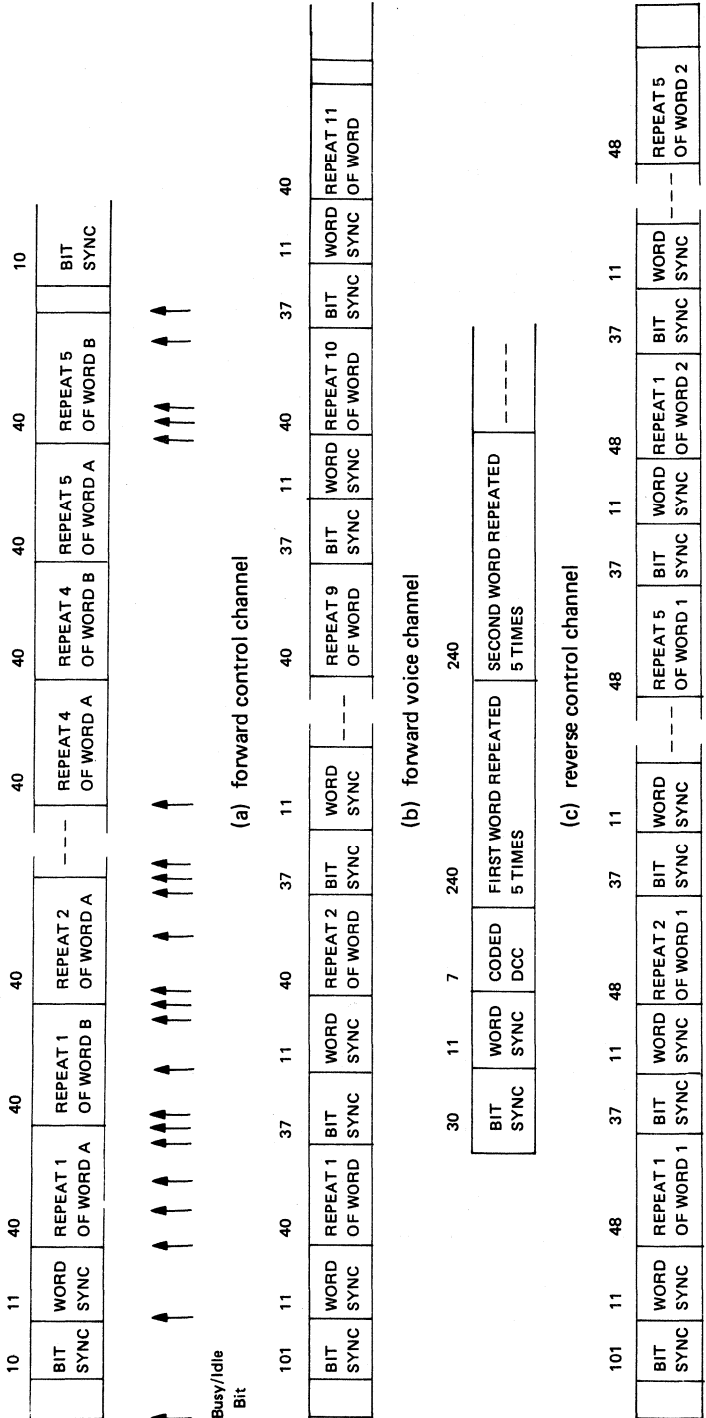 10 11 40 40 40 40 40 40 40 10
BIT WORD REPEAT 1 REPEAT 1 REPEAT 2 REPEAT 4 REPEAT 4 REPEAT 5 REPEAT 5 BIT
SYNC SYNC OF WORD A OF WORD B OF WORD A OF WORD A OF WORD B OF WORD A OF WORD B SYNC
Busy/Idle
Bit
(a) forward control channel
101 11 40 37 11 40 37 11 40 37 11 40 37 11 40
BIT WORD REPEAT 1 BIT WORD REPEAT 2 BIT WORD REPEAT 9 BIT WORD REPEAT 10 BIT WORD REPEAT 11
SYNC SYNC OF WORD SYNC SYNC OF WORD SYNC SYNC OF WORD SYNC SYNC OF WORD SYNC SYNC OF WORD
(b) forward voice channel
30 11 7 240 240
BIT WORD CODED FIRST WORD REPEATED SECOND WORD REPEATED
SYNC SYNC DCC 5 TIMES 5 TIMES
(c) reverse control channel
101 11 48 37 11 48 37 11 48 37 11 48 37 11 48
BIT WORD REPEAT 1 BIT WORD REPEAT 2 BIT WORD REPEAT 5 BIT WORD REPEAT 1 BIT WORD REPEAT 5
SYNC SYNC OF WORD 1 SYNC SYNC OF WORD 1 SYNC SYNC OF WORD 1 SYNC SYNC OF WORD 2 SYNC SYNC OF WORD 2